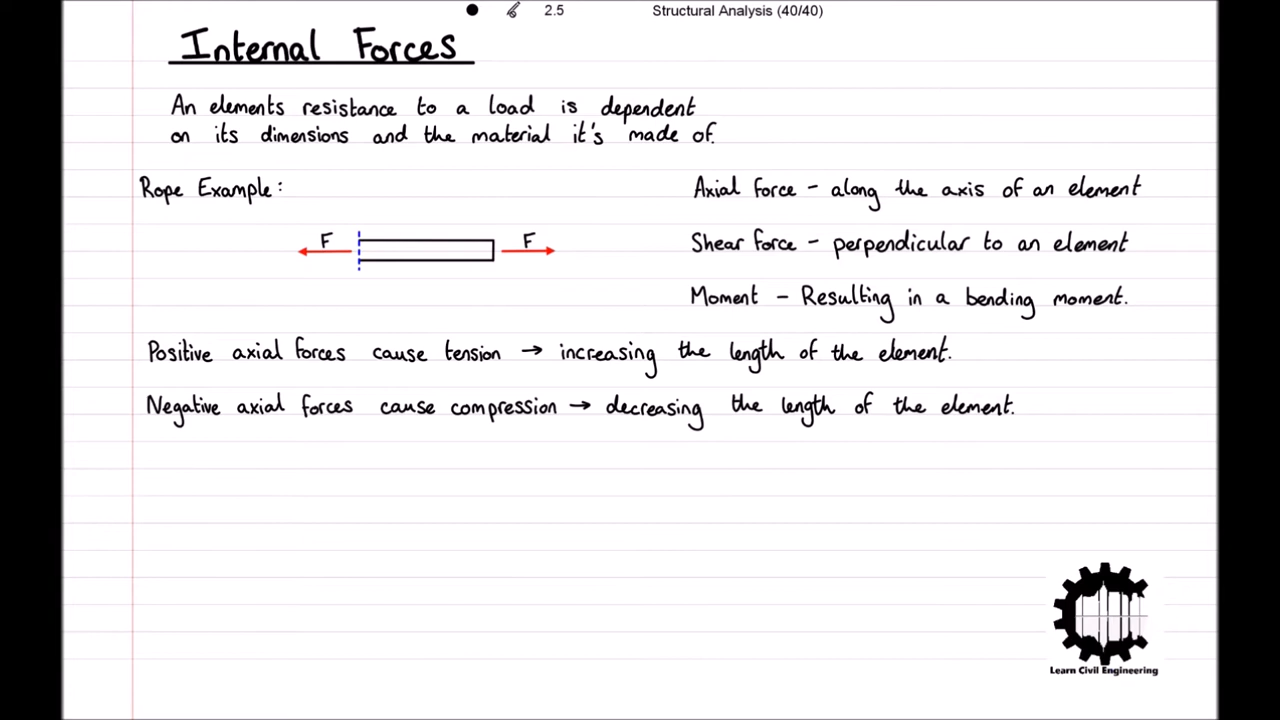 2.5
Structural Analysis (40/40)
Internal Forces
An elements resistance to a load is dependent
on its dimensions and the material it's made of.
Rope Example:
F
F
Axial force - along the axis of an element
Shear force - perpendicular to an element
Moment - Resulting in a bending moment.
Positive axial forces cause tension → increasing the length of the element.
Negative axial forces cause compression → decreasing the length of the element.
Learn Civil Engineering